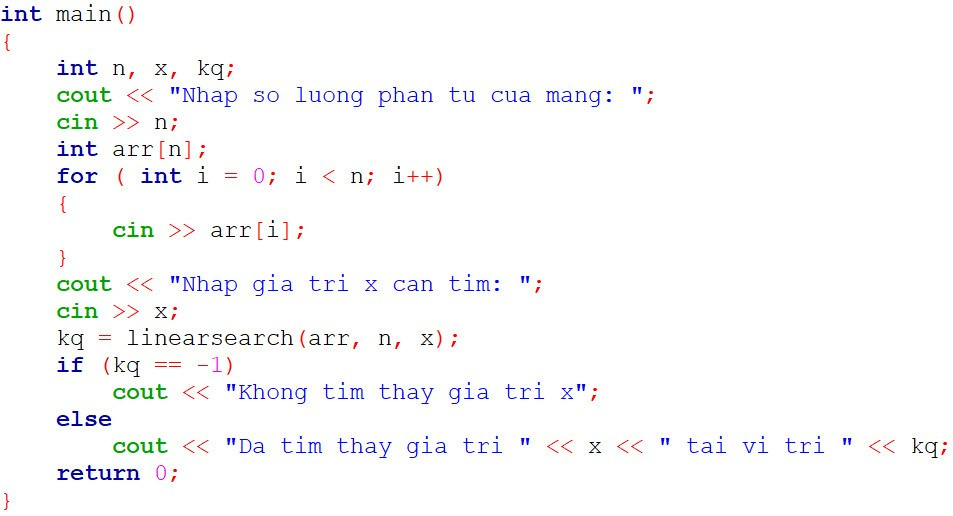 int main()
{
    int n, x, kq;
    cout << "Nhap so luong phan tu cua mang: ";
    cin >> n;
    int arr[n];
    for ( int i = 0; i < n; i++)
    {
        cin >> arr[i];
    }
    cout << "Nhap gia tri x can tim: ";
    cin >> x;
    kq = linearsearch(arr, n, x);
    if (kq == -1)
        cout << "Khong tim thay gia tri x";
    else
        cout << "Da tim thay gia tri " << x << " tai vi tri " << kq;
    return 0;
}